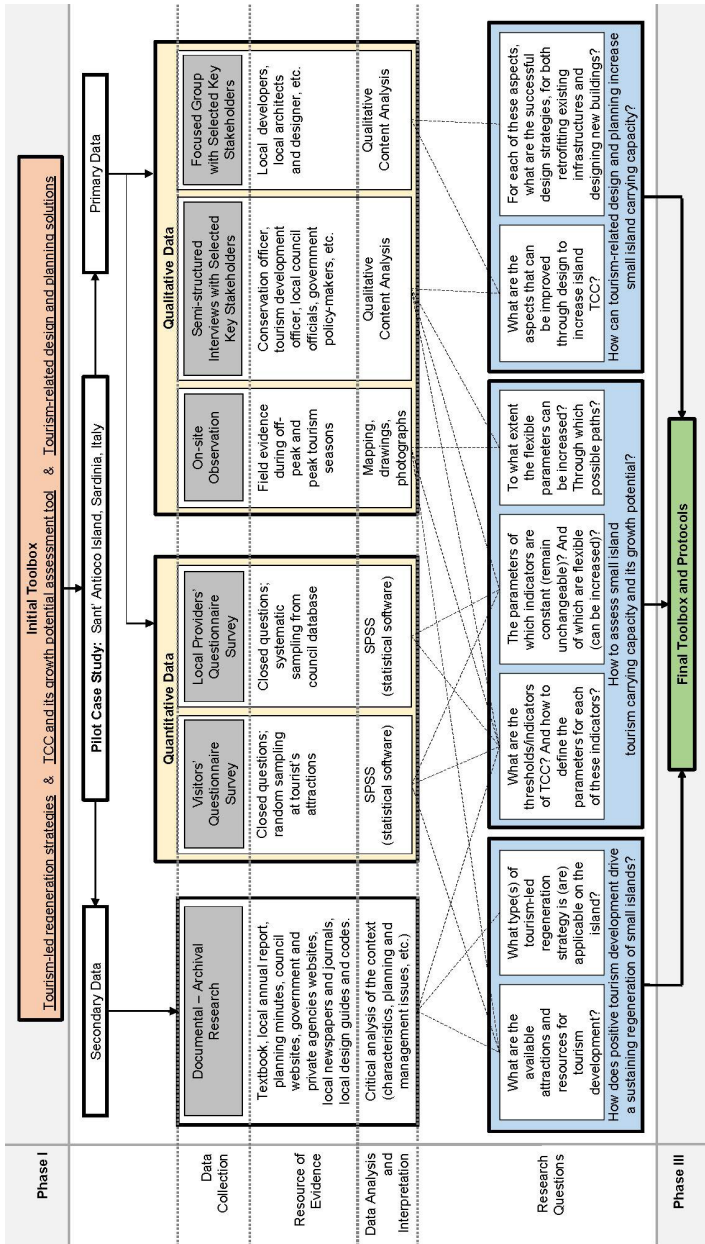 Phase I
Initial Toolbox
Tourism-led regeneration strategies & TCC and its growth potential assessment tool & Tourism-related design and planning solutions
Secondary Data
Pilot Case Study: Sant' Antioco Island, Sardinia, Italy
Primary Data
Data
Collection
Resource of
Evidence
Data Analysis
and
Interpretation
Documental – Archival
Research
Textbook, local annual report,
planning minutes, council
websites, government and
private agencies websites,
local newspapers and journals,
local design guides and codes.
Critical analysis of the context
(characteristics, planning and
management issues, etc.)
Quantitative Data
Visitors'
Questionnaire
Survey
Closed questions;
random sampling
at tourist's
attractions
SPSS
(statistical software)
Local Providers'
Questionnaire
Survey
Closed questions;
systematic
sampling from
council database
SPSS
(statistical software)
Qualitative Data
On-site
Observation
Field evidence
during off-
peak and
peak tourism
seasons
Mapping,
drawings,
photographs
Semi-structured
Interviews with Selected
Key Stakeholders
Conservation officer,
tourism development
officer, local council
officials, government
policy-makers, etc.
Qualitative
Content Analysis
Focused Group
with Selected Key
Stakeholders
Local developers,
local architects
and designer, etc.
Qualitative
Content Analysis
Research
Questions
What are the
available
attractions and
resources for
tourism
development?
What type(s) of
tourism-led
regeneration
strategy is (are)
applicable on the
island?
How does positive tourism development drive
a sustaining regeneration of small islands?
What are the
thresholds/indicators
of TCC? And how to
define the
parameters for each
of these indicators?
The parameters of
which indicators are
constant (remain
unchangeable)? And
of which are flexible
(can be increased)?
To what extent
the flexible
parameters can
be increased?
Through which
possible paths?
How to assess small island
tourism carrying capacity and its growth potential?
What are the
aspects that can
be improved
through design to
increase island
TCC?
For each of these aspects,
what are the successful
design strategies, for both
retrofitting existing
infrastructures and
designing new buildings?
How can tourism-related design and planning increase
small island carrying capacity?
Phase III
Final Toolbox and Protocols